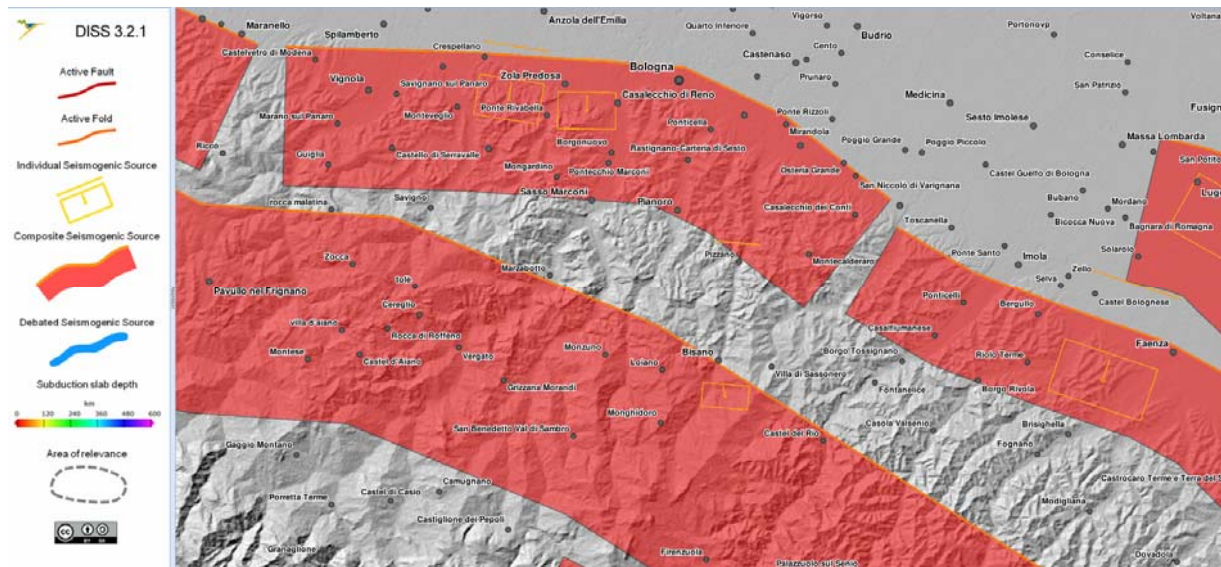 DISS 3.2.1
Active Fault
Active Fold
Individual Seismogenic Source
Composite Seismogenic Source
Debated Seismogenic Source
Subduction slab depth
km
0 120 240 360 480 600
Area of relevance
cc
BY SA
Maranello
Spilamberto
Anzola dell'Emilia
Quarto Inferiore
Vigorso
Budrio
Portonovo
Voltana
Castelvetro di Modena
Crespellano
Castenaso
Cento
Conselice
Bologna
Vignola
Savignano sul Panaro
Zola Predosa
Prunaro
San Patrizio
Casalecchio di Reno
Medicina
Fusign
Marano sul Panaro
Monteveglio
Ponte Rivabella
Ponticella
Ponte Rizzoli
Mirandola
Sesto Imolese
Massa Lombarda
Ricco
Guiglia
Castello di Serravalle
Borgonuovo
Rastignano-Carteria di Sesto
Poggio Grande
Poggio Piccolo
San Potito
Mongardino
Pontecchio Marconi
Osteria Grande
Castel Guelfo di Bologna
Sasso Marconi
San Niccolò di Varignana
Bubano
Mordano
Lug
rocca malatina
Savigno
Pianoro
Casalecchio dei Conti
Toscanella
Bicocca Nuova
Bagnara di Romagna
Zocca
Marzabotto
Pizzano
Montecalderaro
Ponte Santo
Imola
Solarolo
Pavullo nel Frignano
Tolè
Selva
Zello
Castel Bolognese
Cereglio
Ponticelli
Bergullo
Villa d'aiano
Rocca di Roffeno
Casalfiumanese
Faenza
Montese
Castel d'Aiano
Vergato
Monzuno
Loiano
Bisano
Borgo Tossignano
Riolo Terme
Villa di Sassonero
Grizzana Morandi
Fontanelice
Borgo Rivola
Monghidoro
San Benedetto Val di Sambro
Castel del Rio
Casola Valsenio
Brisighella
Gaggio Montano
Fognano
Camugnano
Castrocaro Terme e Terra del S
Porretta Terme
Castel di Casio
Modigliana
Castiglione dei Pepoli
Granaglione
Firenzuola
Palazzuolo sul Senio
Dovadola